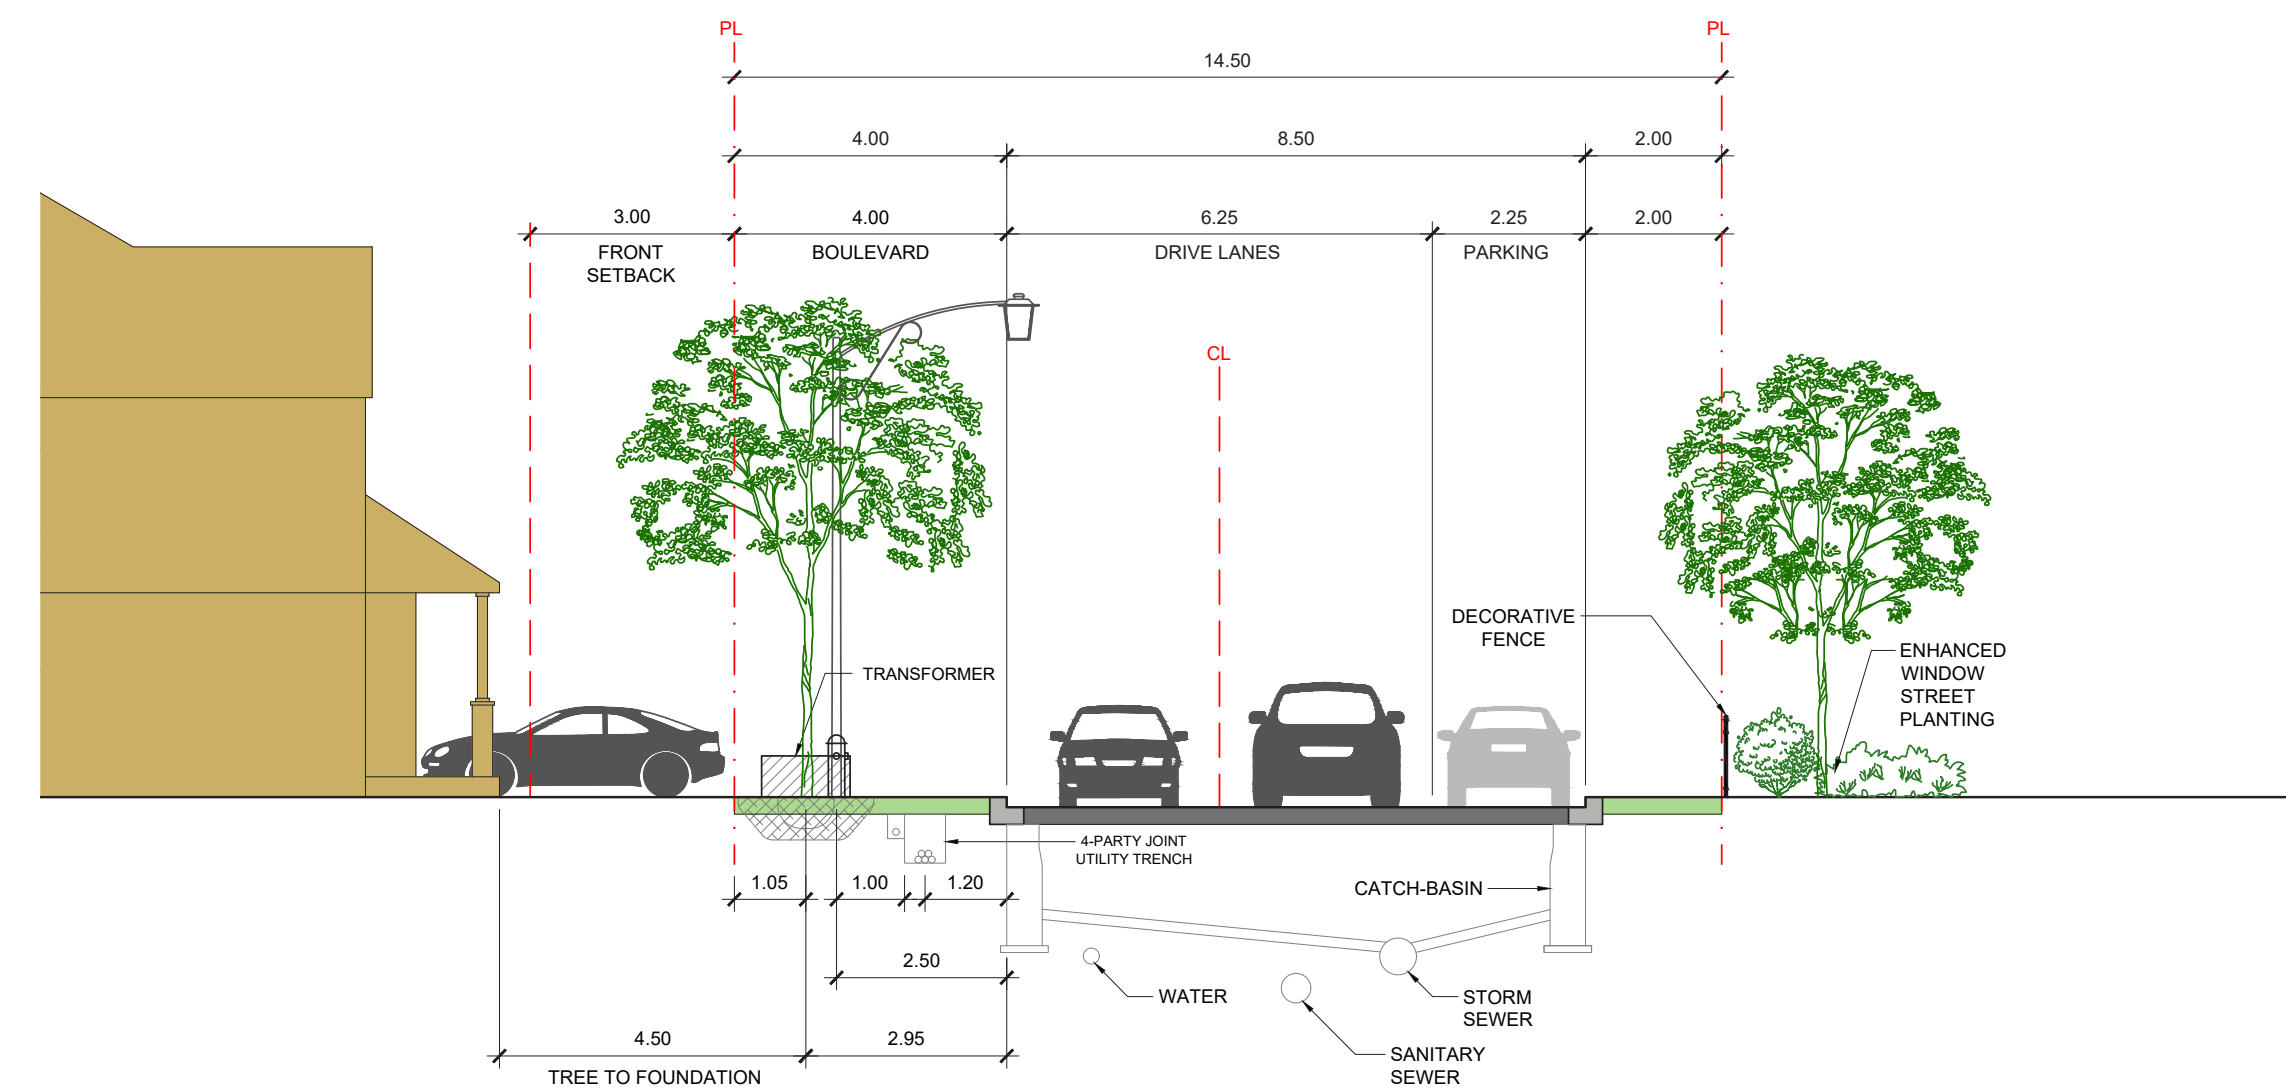 PL
PL
14.50
4.00
8.50
2.00
3.00
4.00
6.25
2.25
2.00
FRONT
SETBACK
BOULEVARD
DRIVE LANES
PARKING
CL
DECORATIVE
FENCE
ENHANCED
WINDOW
STREET
PLANTING
TRANSFORMER
4-PARTY JOINT
UTILITY TRENCH
1.05
1.00
1.20
CATCH-BASIN
2.50
WATER
STORM
SEWER
4.50
2.95
SANITARY
SEWER
TREE TO FOUNDATION